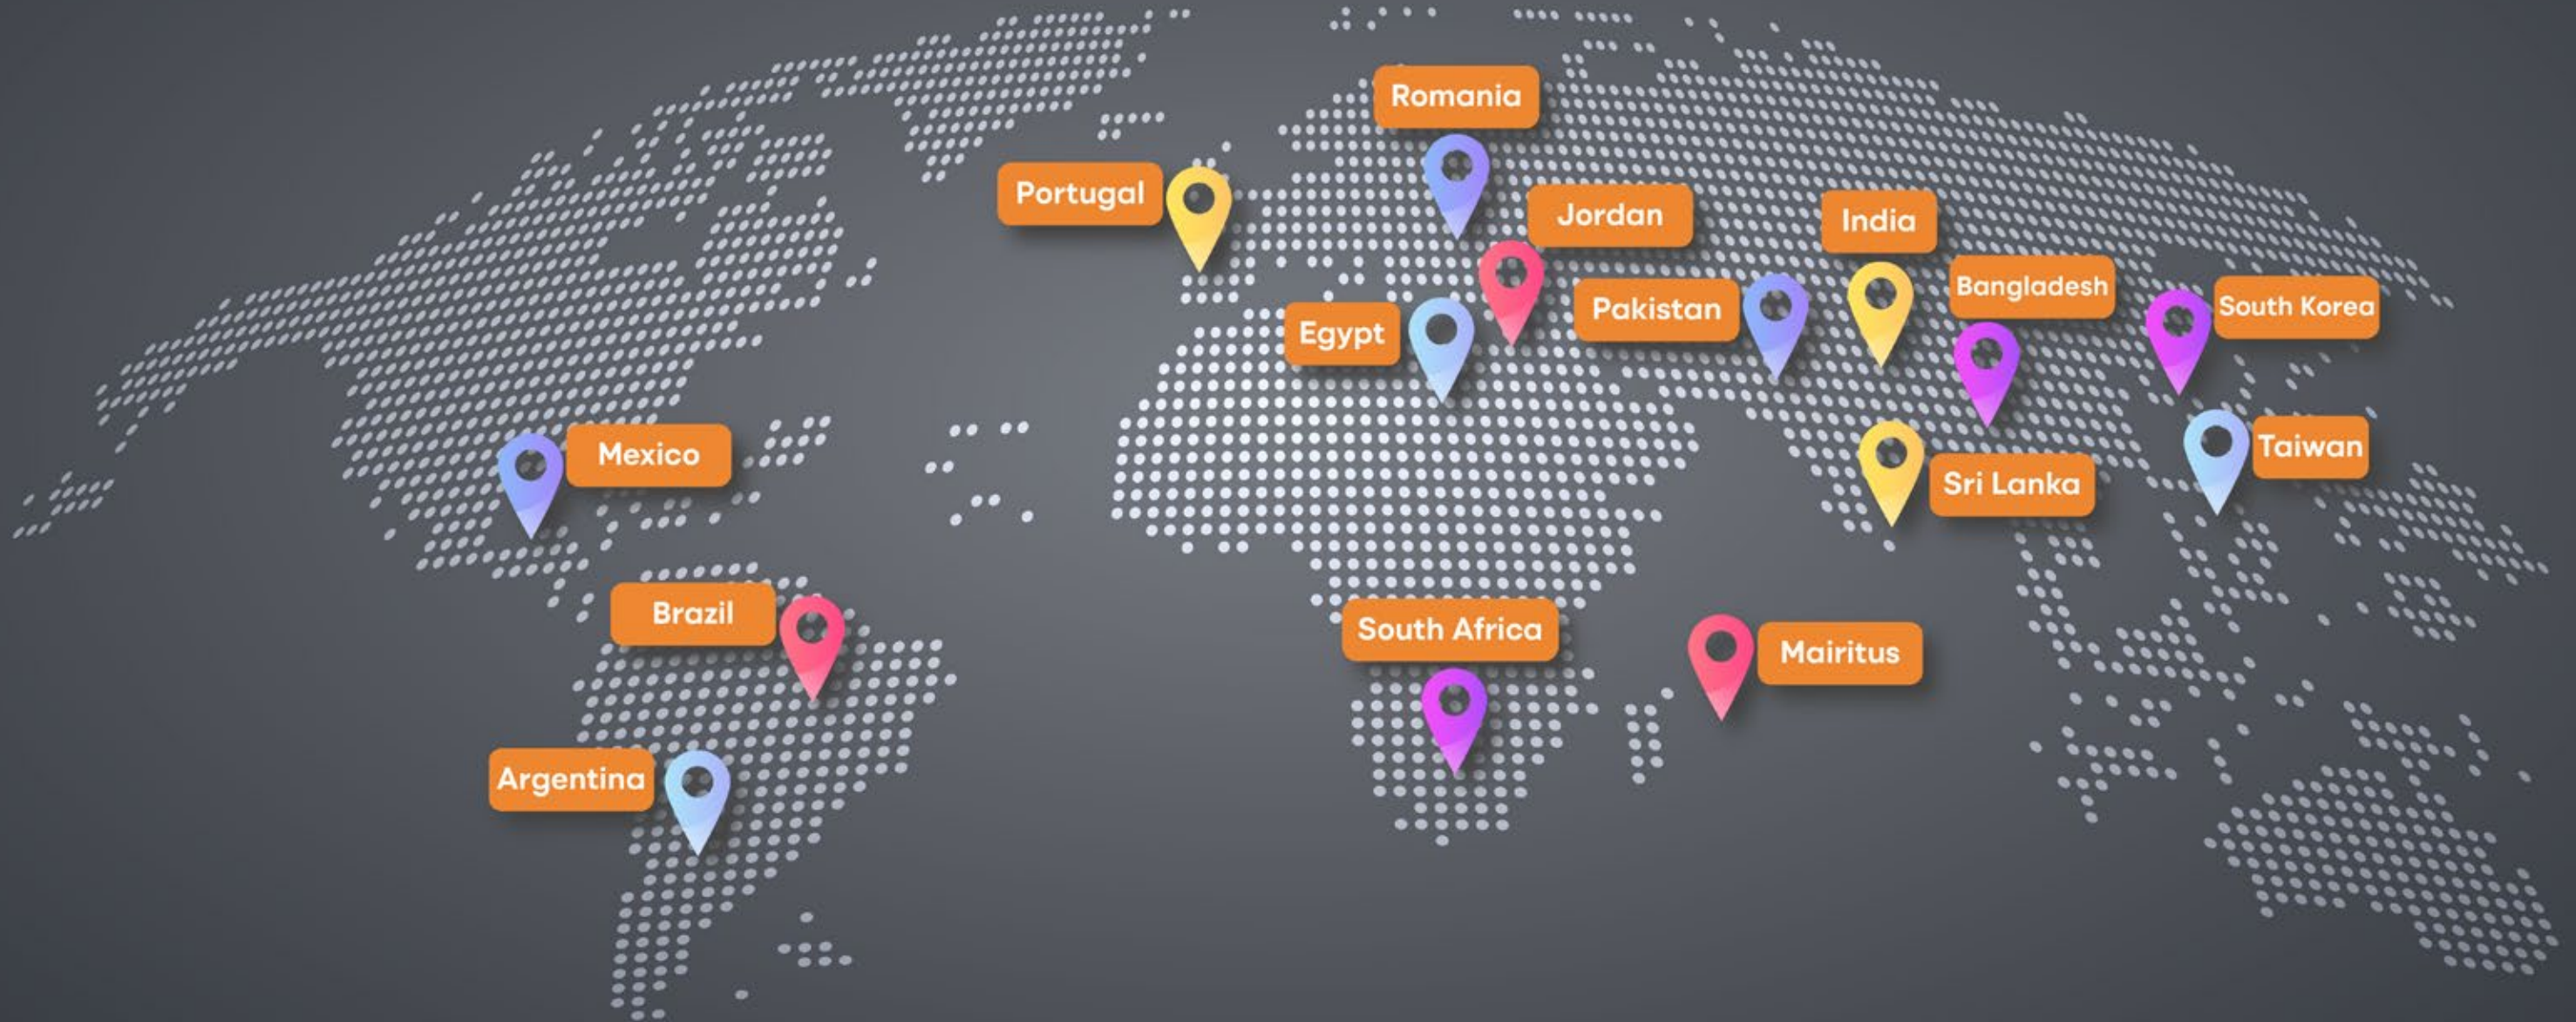 Romania
Portugal
Jordan
India
Bangladesh
South Korea
Pakistan
Egypt
Mexico
Taiwan
Sri Lanka
Brazil
South Africa
Mairitus
Argentina